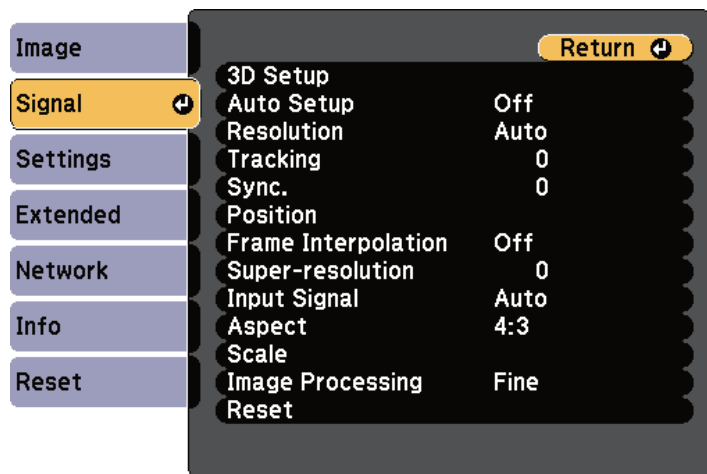 Image
Signal
Settings
Extended
Network
Info
Reset
Return
3D Setup
Auto Setup Off
Resolution Auto
Tracking 0
Sync. 0
Position
Frame Interpolation Off
Super-resolution 0
Input Signal Auto
Aspect 4:3
Scale
Image Processing Fine
Reset